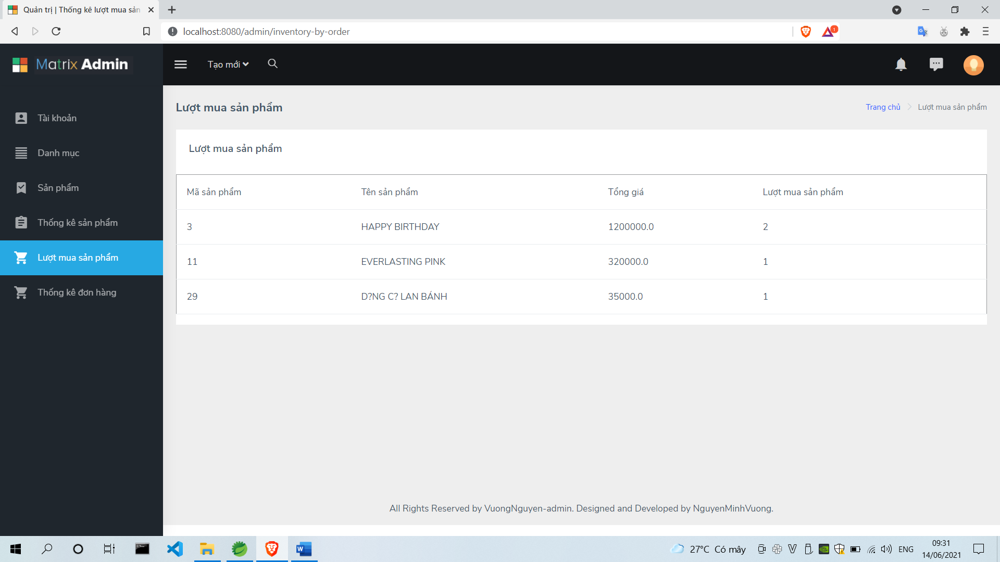 Quản trị | Thống kê lượt mua sản
localhost:8080/admin/inventory-by-order
1
Matrix Admin
Tạo mới
Tài khoản
Danh mục
Sản phẩm
Thống kê sản phẩm
Lượt mua sản phẩm
Thống kê đơn hàng
Lượt mua sản phẩm
Trang chủ
Lượt mua sản phẩm
Lượt mua sản phẩm
Mã sản phẩm Tên sản phẩm Tổng giá Lượt mua sản phẩm
3 HAPPY BIRTHDAY 1200000.0 2
11 EVERLASTING PINK 320000.0 1
29 D?NG C? LAN BÁNH 35000.0 1
All Rights Reserved by VuongNguyen-admin. Designed and Developed by NguyenMinhVuong.
27°C Có mây
ENG
09:31
14/06/2021